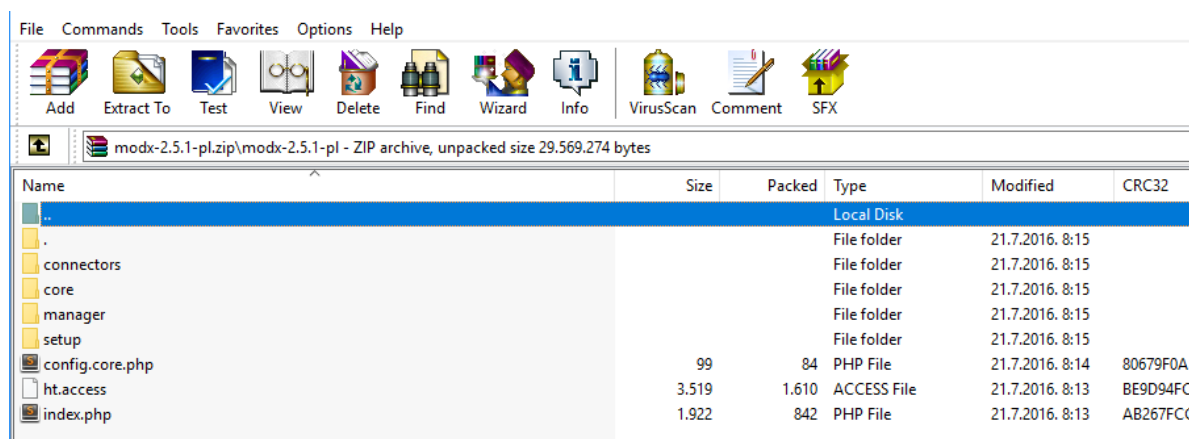 File Commands Tools Favorites Options Help
Add Extract To Test View Delete Find Wizard Info VirusScan Comment SFX
modx-2.5.1-pl.zip\modx-2.5.1-pl - ZIP archive, unpacked size 29.569.274 bytes
Name Size Packed Type Modified CRC32
.. Local Disk
. File folder 21.7.2016. 8:15
connectors File folder 21.7.2016. 8:15
core File folder 21.7.2016. 8:15
manager File folder 21.7.2016. 8:15
setup File folder 21.7.2016. 8:15
config.core.php 99 84 PHP File 21.7.2016. 8:14 80679F0A
ht.access 3.519 1.610 ACCESS File 21.7.2016. 8:13 BE9D94FC
index.php 1.922 842 PHP File 21.7.2016. 8:13 AB267FC